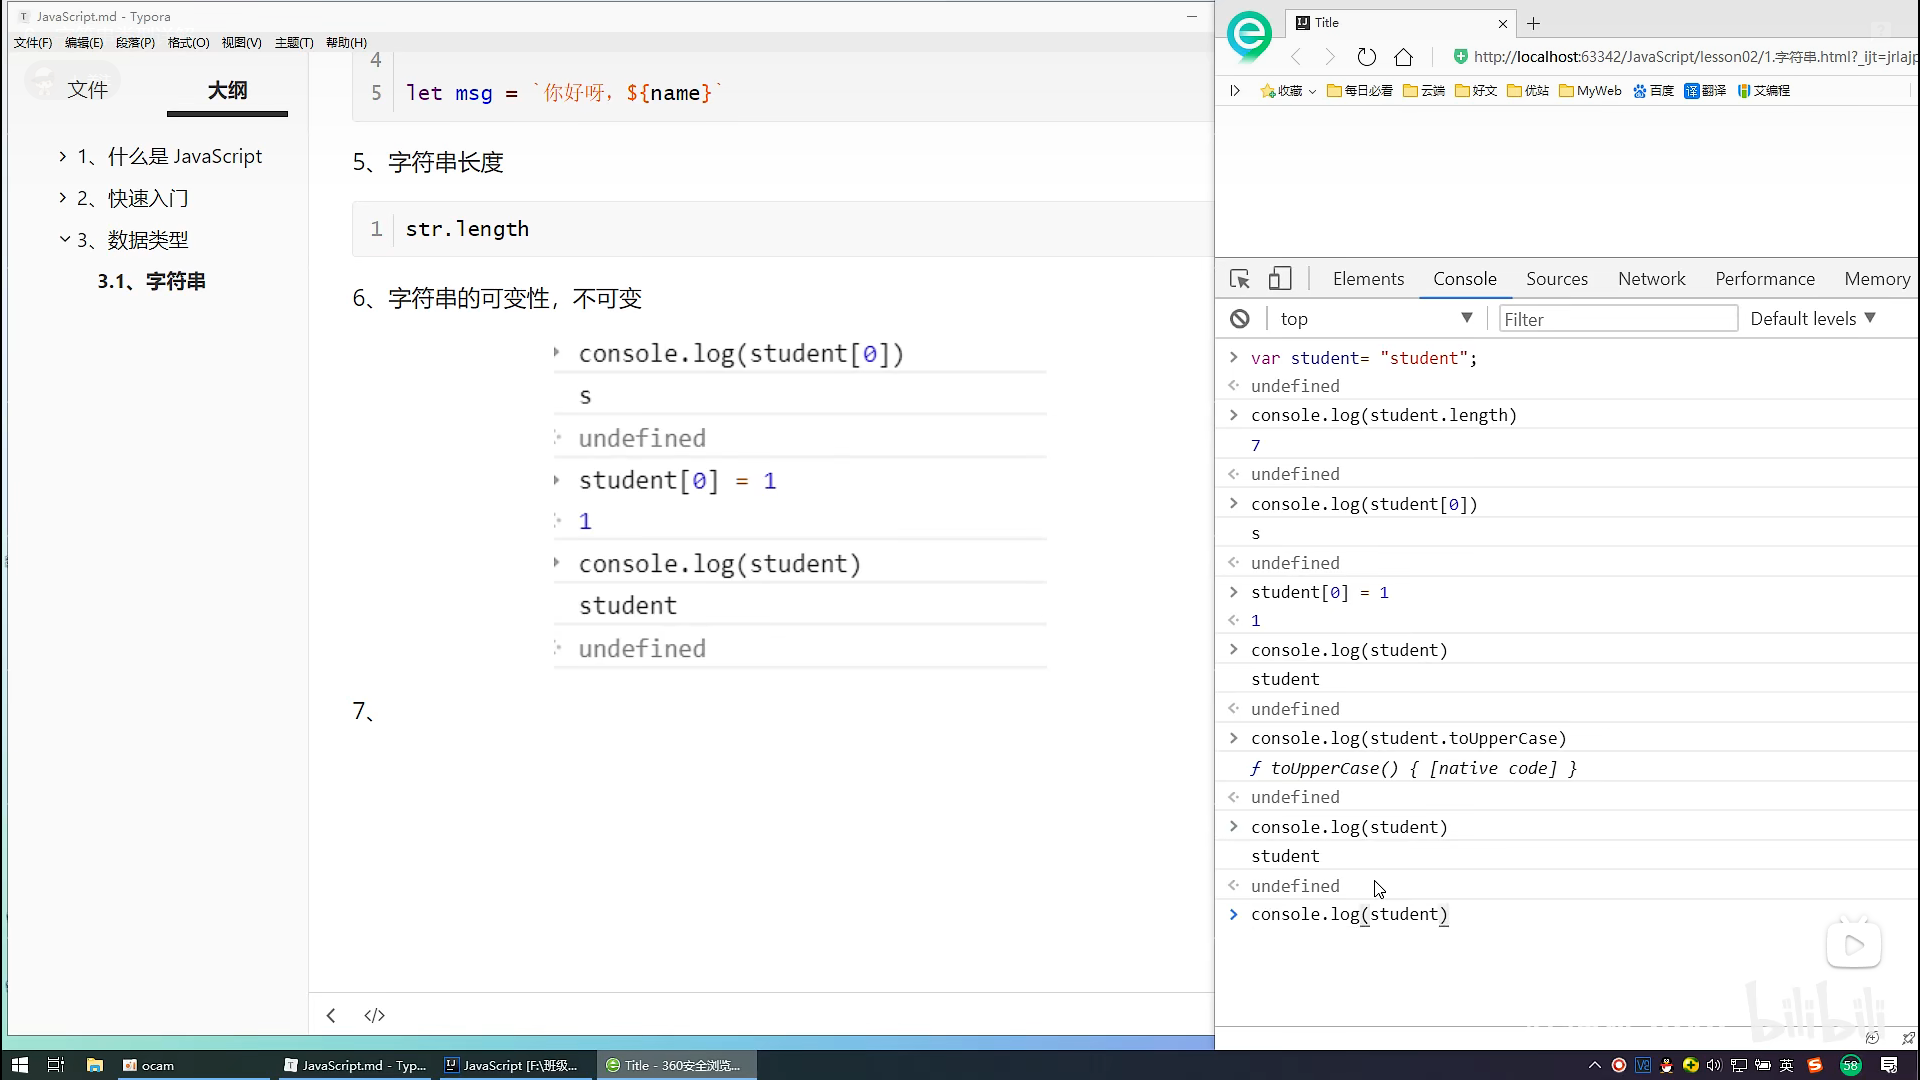 JavaScript.md - Typora
文件(F) 编辑(E) 段落(P) 格式(O) 视图(V) 主题(T) 帮助(H)
文件 大纲
1、什么是 JavaScript
2、快速入门
3、数据类型
3.1、字符串
4
5 let msg = `你好呀，${name}`
5、字符串长度
1 str.length
6、字符串的可变性，不可变
console.log(student[0])
s
undefined
student[0] = 1
1
console.log(student)
student
undefined
7、
</>
Title
http://localhost:63342/JavaScript/lesson02/1.字符串.html?_ijt=jrlajp
收藏 每日必看 云端 好文 优站 MyWeb 百度 译 翻译 艾编程
Elements Console Sources Network Performance Memory
top Filter Default levels
var student= "student";
undefined
console.log(student.length)
7
undefined
console.log(student[0])
s
undefined
student[0] = 1
1
console.log(student)
student
undefined
console.log(student.toUpperCase)
ƒ toUpperCase() { [native code] }
undefined
console.log(student)
student
undefined
console.log(student)
bilibili
ocam
JavaScript.md - Typ...
JavaScript [F:\班级...
Title - 360安全浏览...
英
58